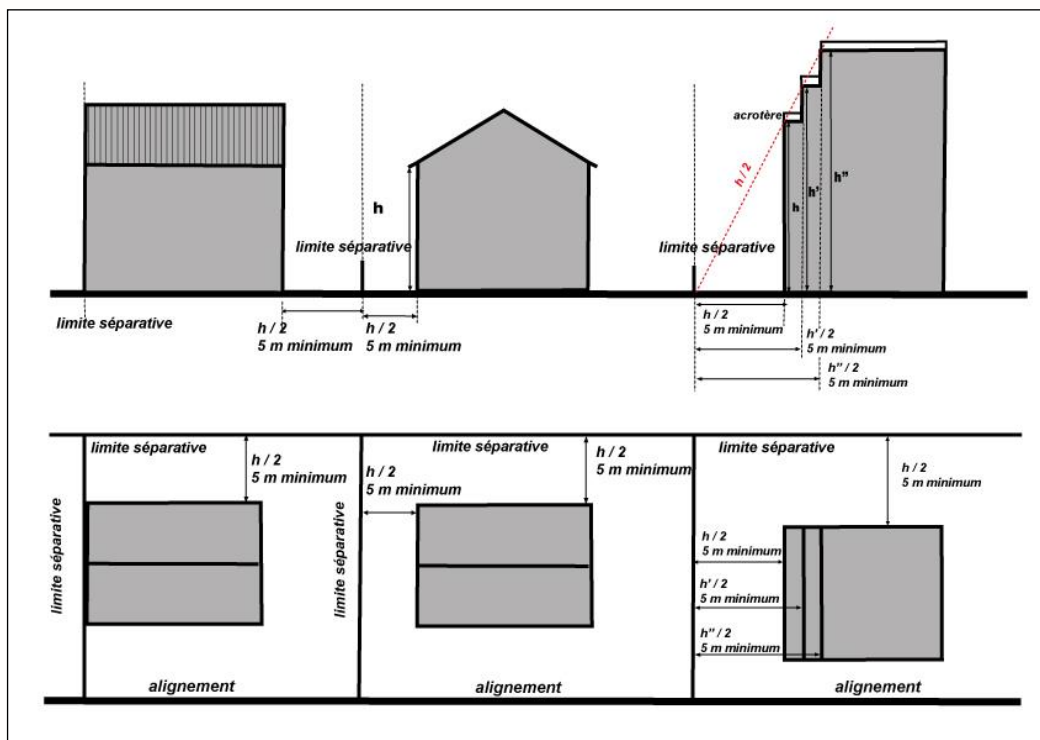 acrotère
h / 2
h
h
h'
h"
limite séparative
limite séparative
limite séparative
h / 2
5 m minimum
h / 2
5 m minimum
h / 2
5 m minimum
h' / 2
5 m minimum
h" / 2
5 m minimum
limite séparative
limite séparative
limite séparative
h / 2
5 m minimum
h / 2
5 m minimum
h / 2
5 m minimum
h / 2
5 m minimum
limite séparative
limite séparative
h / 2
5 m minimum
h' / 2
5 m minimum
h" / 2
5 m minimum
alignement
alignement
alignement